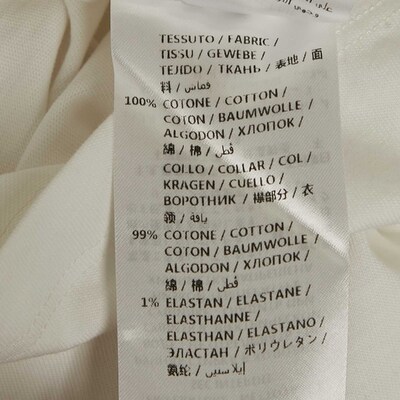 TESSUTO / FABRIC /
TISSU / GEWEBE /
TEJIDO / ТКАНЬ / 表地 / 面
料 / قماس /
100% COTONE / COTTON /
COTON / BAUMWOLLE /
ALGODON / ХЛОПОК /
綿 / 棉 / قطن /
COLLO / COLLAR / COL /
KRAGEN / CUELLO /
ВОРОТНИК / 襟部分 / 衣
领 / ياقة /
99% COTONE / COTTON /
COTON / BAUMWOLLE /
ALGODON / ХЛОПОК /
綿 / 棉 / قطن /
1% ELASTAN / ELASTANE /
ELASTHANNE /
ELASTHAN / ELASTANO /
ЭЛАСТАН / ポリウレタン /
氨纶 / إيلاستين /